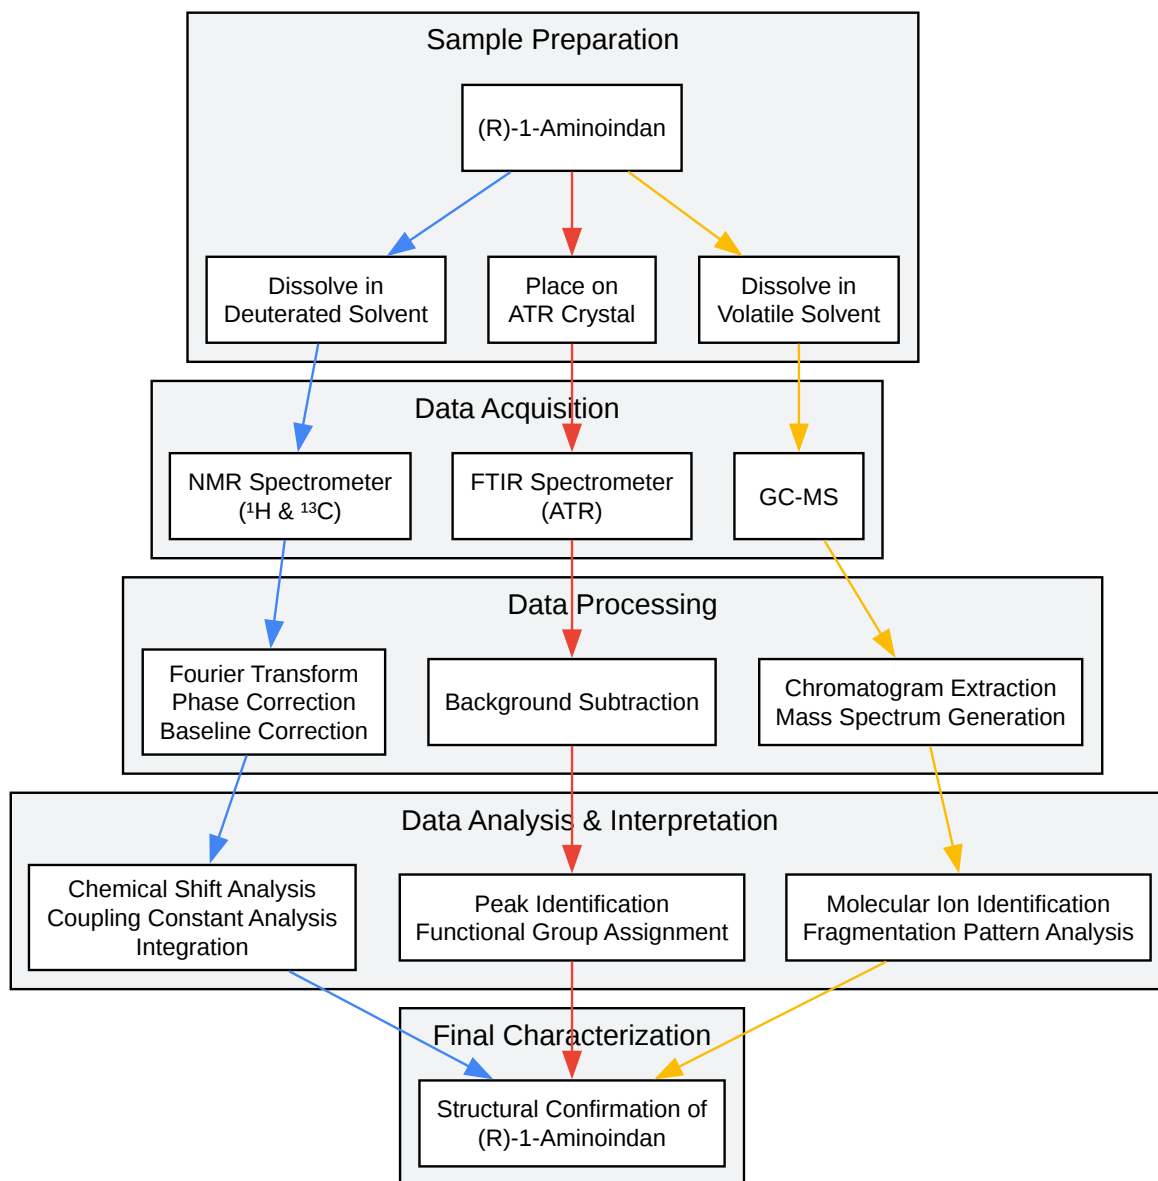 Sample Preparation
(R)-1-Aminoindan
Dissolve in
Deuterated Solvent
Place on
ATR Crystal
Dissolve in
Volatile Solvent
Data Acquisition
NMR Spectrometer
(¹H & ¹³C)
FTIR Spectrometer
(ATR)
GC-MS
Data Processing
Fourier Transform
Phase Correction
Baseline Correction
Background Subtraction
Chromatogram Extraction
Mass Spectrum Generation
Data Analysis & Interpretation
Chemical Shift Analysis
Coupling Constant Analysis
Integration
Peak Identification
Functional Group Assignment
Molecular Ion Identification
Fragmentation Pattern Analysis
Final Characterization
Structural Confirmation of
(R)-1-Aminoindan